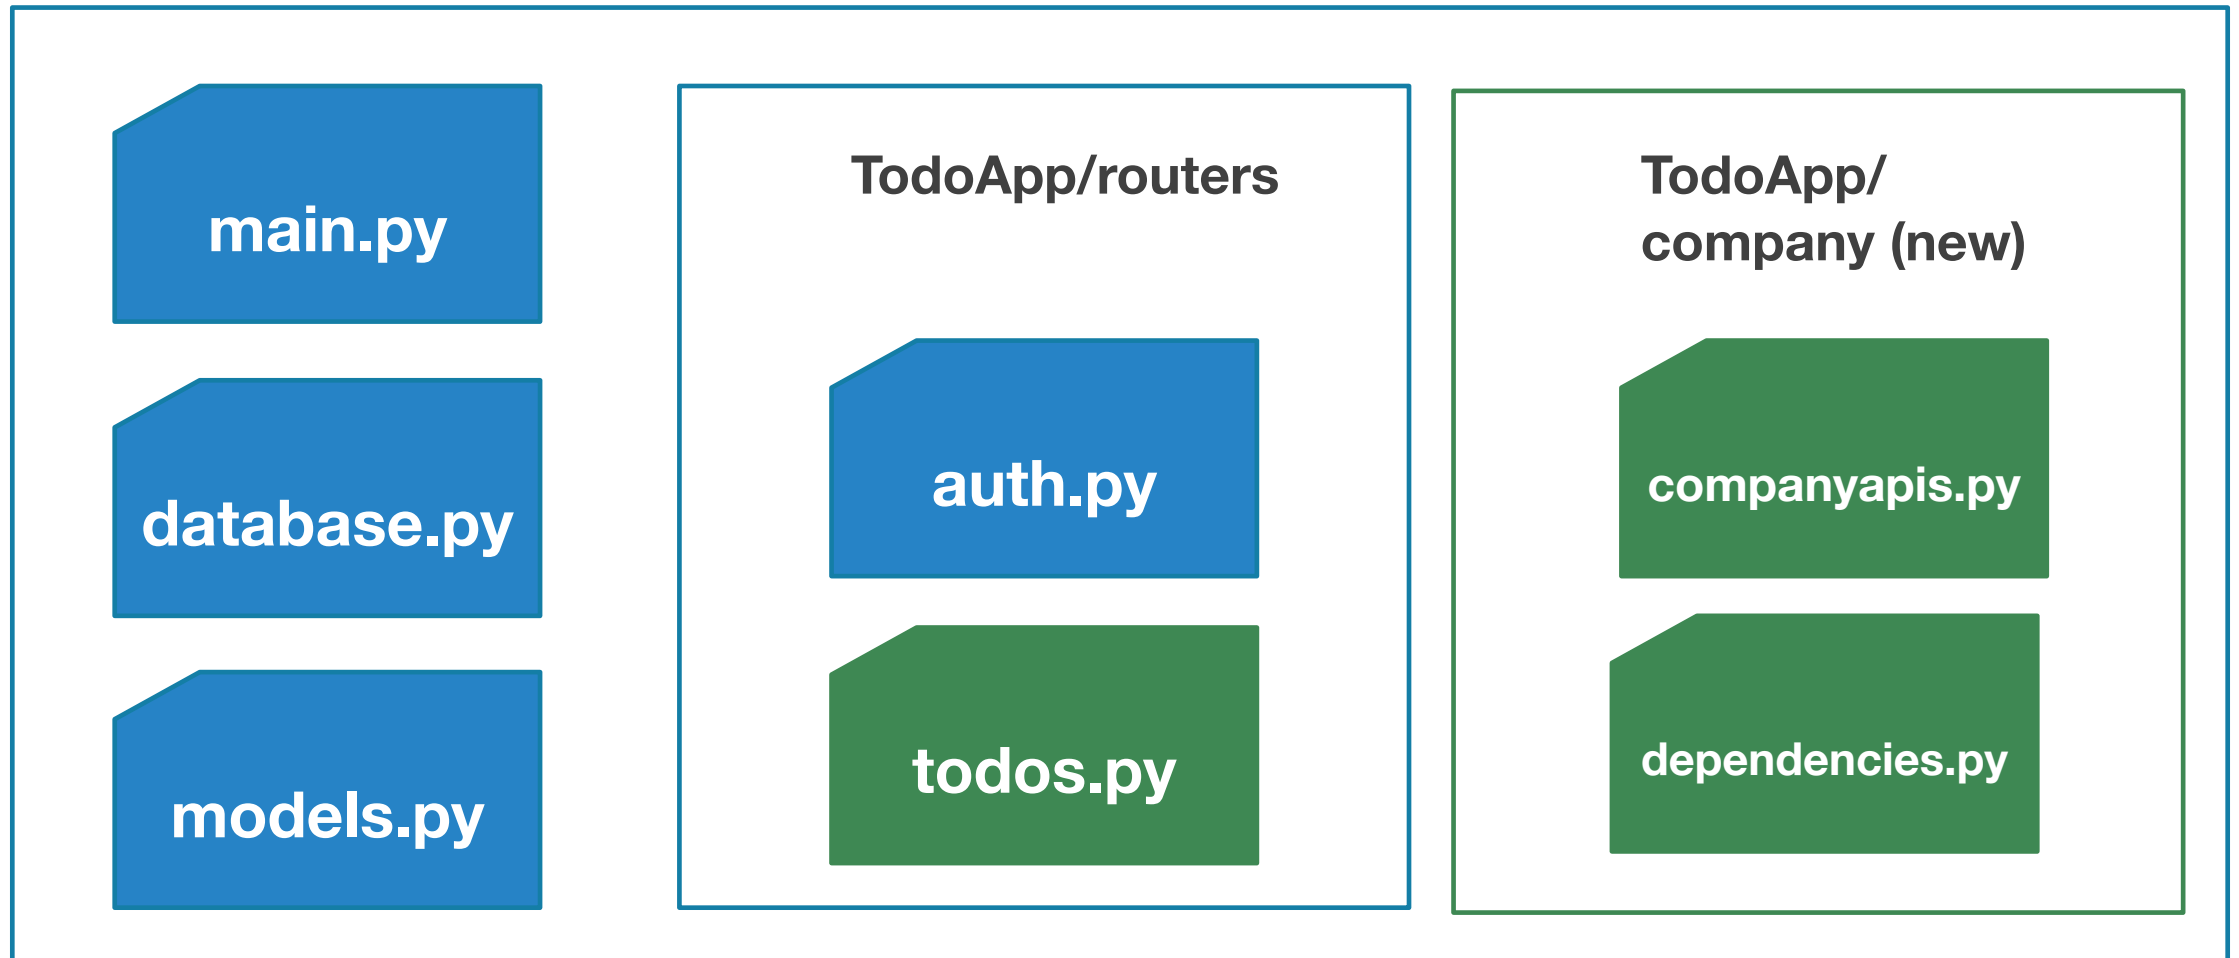 main.py
database.py
models.py
TodoApp/routers
auth.py
todos.py
TodoApp/
company (new)
companyapis.py
dependencies.py